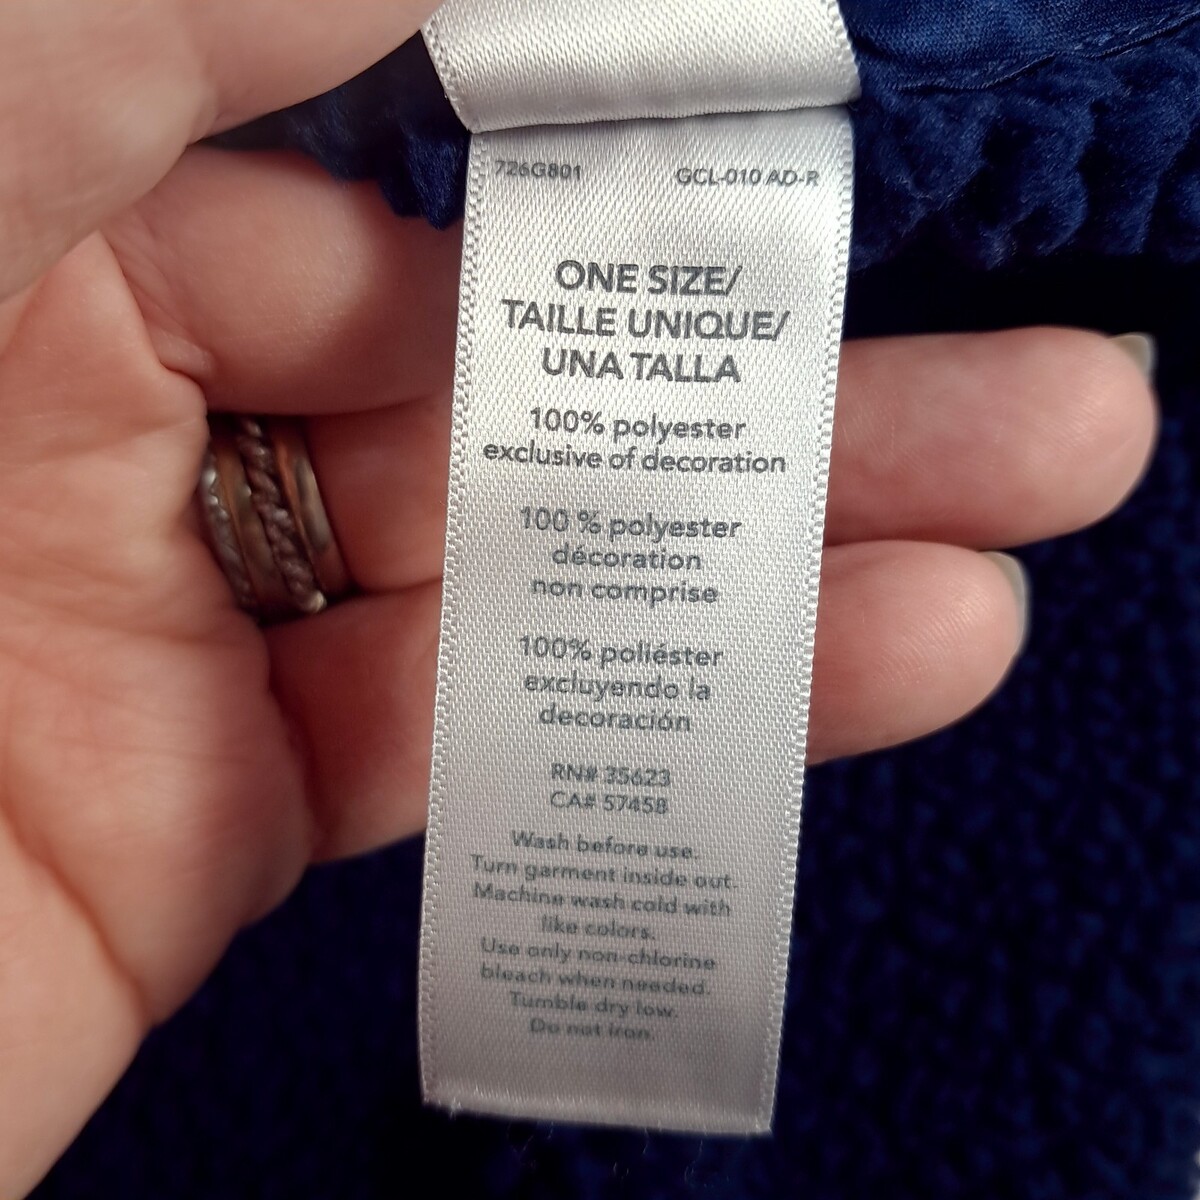 726G801 GCL-010 AD-R
ONE SIZE/
TAILLE UNIQUE/
UNA TALLA
100% polyester
exclusive of decoration
100 % polyester
décoration
non comprise
100% poliéster
excluyendo la
decoración
RN# 35623
CA# 57458
Wash before use.
Turn garment inside out.
Machine wash cold with
like colors.
Use only non-chlorine
bleach when needed.
Tumble dry low.
Do not iron.